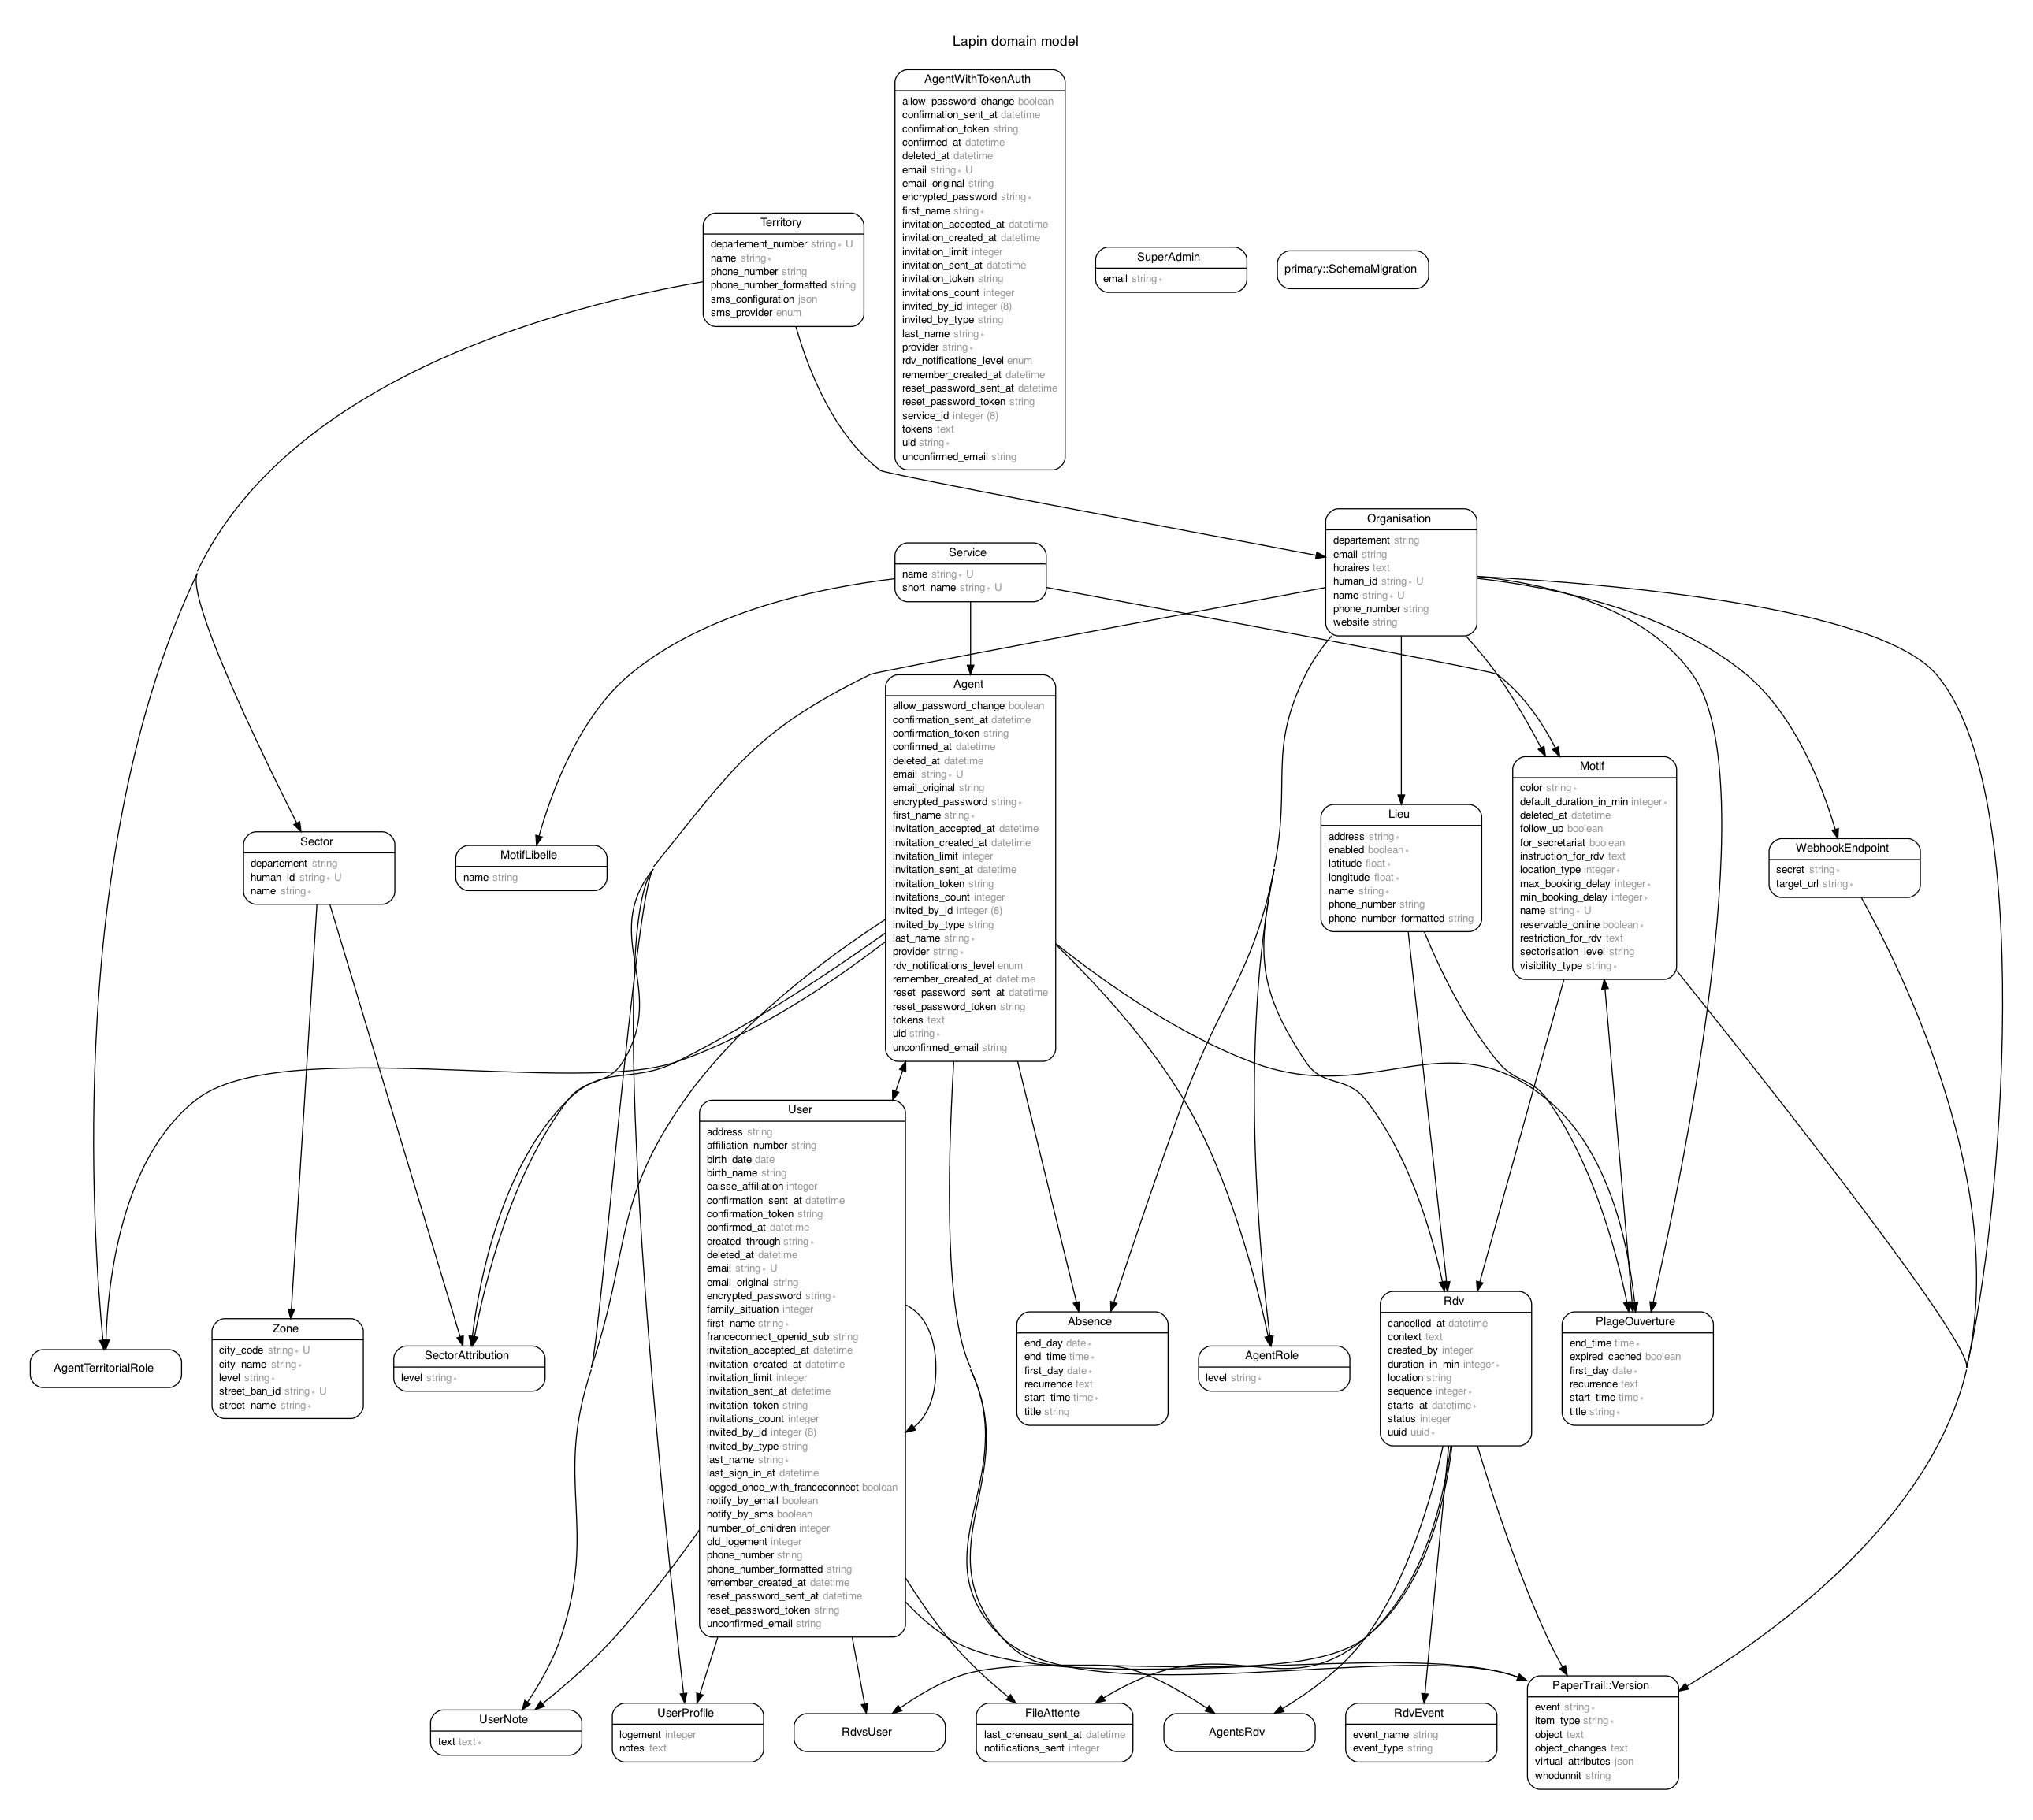 Lapin domain model
AgentWithTokenAuth
allow_password_change boolean
confirmation_sent_at datetime
confirmation_token string
confirmed_at datetime
deleted_at datetime
email string* U
email_original string
encrypted_password string*
first_name string*
invitation_accepted_at datetime
invitation_created_at datetime
invitation_limit integer
invitation_sent_at datetime
invitation_token string
invitations_count integer
invited_by_id integer (8)
invited_by_type string
last_name string*
provider string*
rdv_notifications_level enum
remember_created_at datetime
reset_password_sent_at datetime
reset_password_token string
service_id integer (8)
tokens text
uid string*
unconfirmed_email string
Territory
departement_number string* U
name string*
phone_number string
phone_number_formatted string
sms_configuration json
sms_provider enum
SuperAdmin
email string*
primary::SchemaMigration
Organisation
departement string
email string
horaires text
human_id string* U
name string* U
phone_number string
website string
Service
name string* U
short_name string* U
Agent
allow_password_change boolean
confirmation_sent_at datetime
confirmation_token string
confirmed_at datetime
deleted_at datetime
email string* U
email_original string
encrypted_password string*
first_name string*
invitation_accepted_at datetime
invitation_created_at datetime
invitation_limit integer
invitation_sent_at datetime
invitation_token string
invitations_count integer
invited_by_id integer (8)
invited_by_type string
last_name string*
provider string*
rdv_notifications_level enum
remember_created_at datetime
reset_password_sent_at datetime
reset_password_token string
tokens text
uid string*
unconfirmed_email string
Motif
color string*
default_duration_in_min integer*
deleted_at datetime
follow_up boolean
for_secretariat boolean
instruction_for_rdv text
location_type integer*
max_booking_delay integer*
min_booking_delay integer*
name string* U
reservable_online boolean*
restriction_for_rdv text
sectorisation_level string
visibility_type string*
Lieu
address string*
enabled boolean*
latitude float*
longitude float*
name string*
phone_number string
phone_number_formatted string
Sector
departement string
human_id string* U
name string*
MotifLibelle
name string
WebhookEndpoint
secret string*
target_url string*
User
address string
affiliation_number string
birth_date date
birth_name string
caisse_affiliation integer
confirmation_sent_at datetime
confirmation_token string
confirmed_at datetime
created_through string*
deleted_at datetime
email string* U
email_original string
encrypted_password string*
family_situation integer
first_name string*
franceconnect_openid_sub string
invitation_accepted_at datetime
invitation_created_at datetime
invitation_limit integer
invitation_sent_at datetime
invitation_token string
invitations_count integer
invited_by_id integer (8)
invited_by_type string
last_name string*
last_sign_in_at datetime
logged_once_with_franceconnect boolean
notify_by_email boolean
notify_by_sms boolean
number_of_children integer
old_logement integer
phone_number string
phone_number_formatted string
remember_created_at datetime
reset_password_sent_at datetime
reset_password_token string
unconfirmed_email string
AgentTerritorialRole
Zone
city_code string* U
city_name string*
level string*
street_ban_id string* U
street_name string*
SectorAttribution
level string*
Absence
end_day date*
end_time time*
first_day date*
recurrence text
start_time time*
title string
AgentRole
level string*
Rdv
cancelled_at datetime
context text
created_by integer
duration_in_min integer*
location string
sequence integer*
starts_at datetime*
status integer
uuid uuid*
PlageOuverture
end_time time*
expired_cached boolean
first_day date*
recurrence text
start_time time*
title string*
UserNote
text text*
UserProfile
logement integer
notes text
RdvsUser
FileAttente
last_creneau_sent_at datetime
notifications_sent integer
AgentsRdv
RdvEvent
event_name string
event_type string
PaperTrail::Version
event string*
item_type string*
object text
object_changes text
virtual_attributes json
whodunnit string